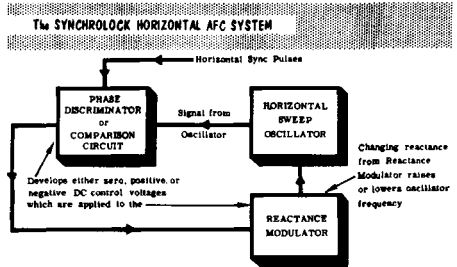 The SYNCHROLOCK HORIZONTAL AFC SYSTEM
Horizontal Sync Pulses
PHASE
DISCRIMINATOR
or
COMPARISON
CIRCUIT
Signal from
Oscillator
HORIZONTAL
SWEEP
OSCILLATOR
Changing reactance
from Reactance
Modulator raises
or lowers oscillator
frequency
Develops either zero, positive or
negative DC control voltages
which are applied to the
REACTANCE
MODULATOR